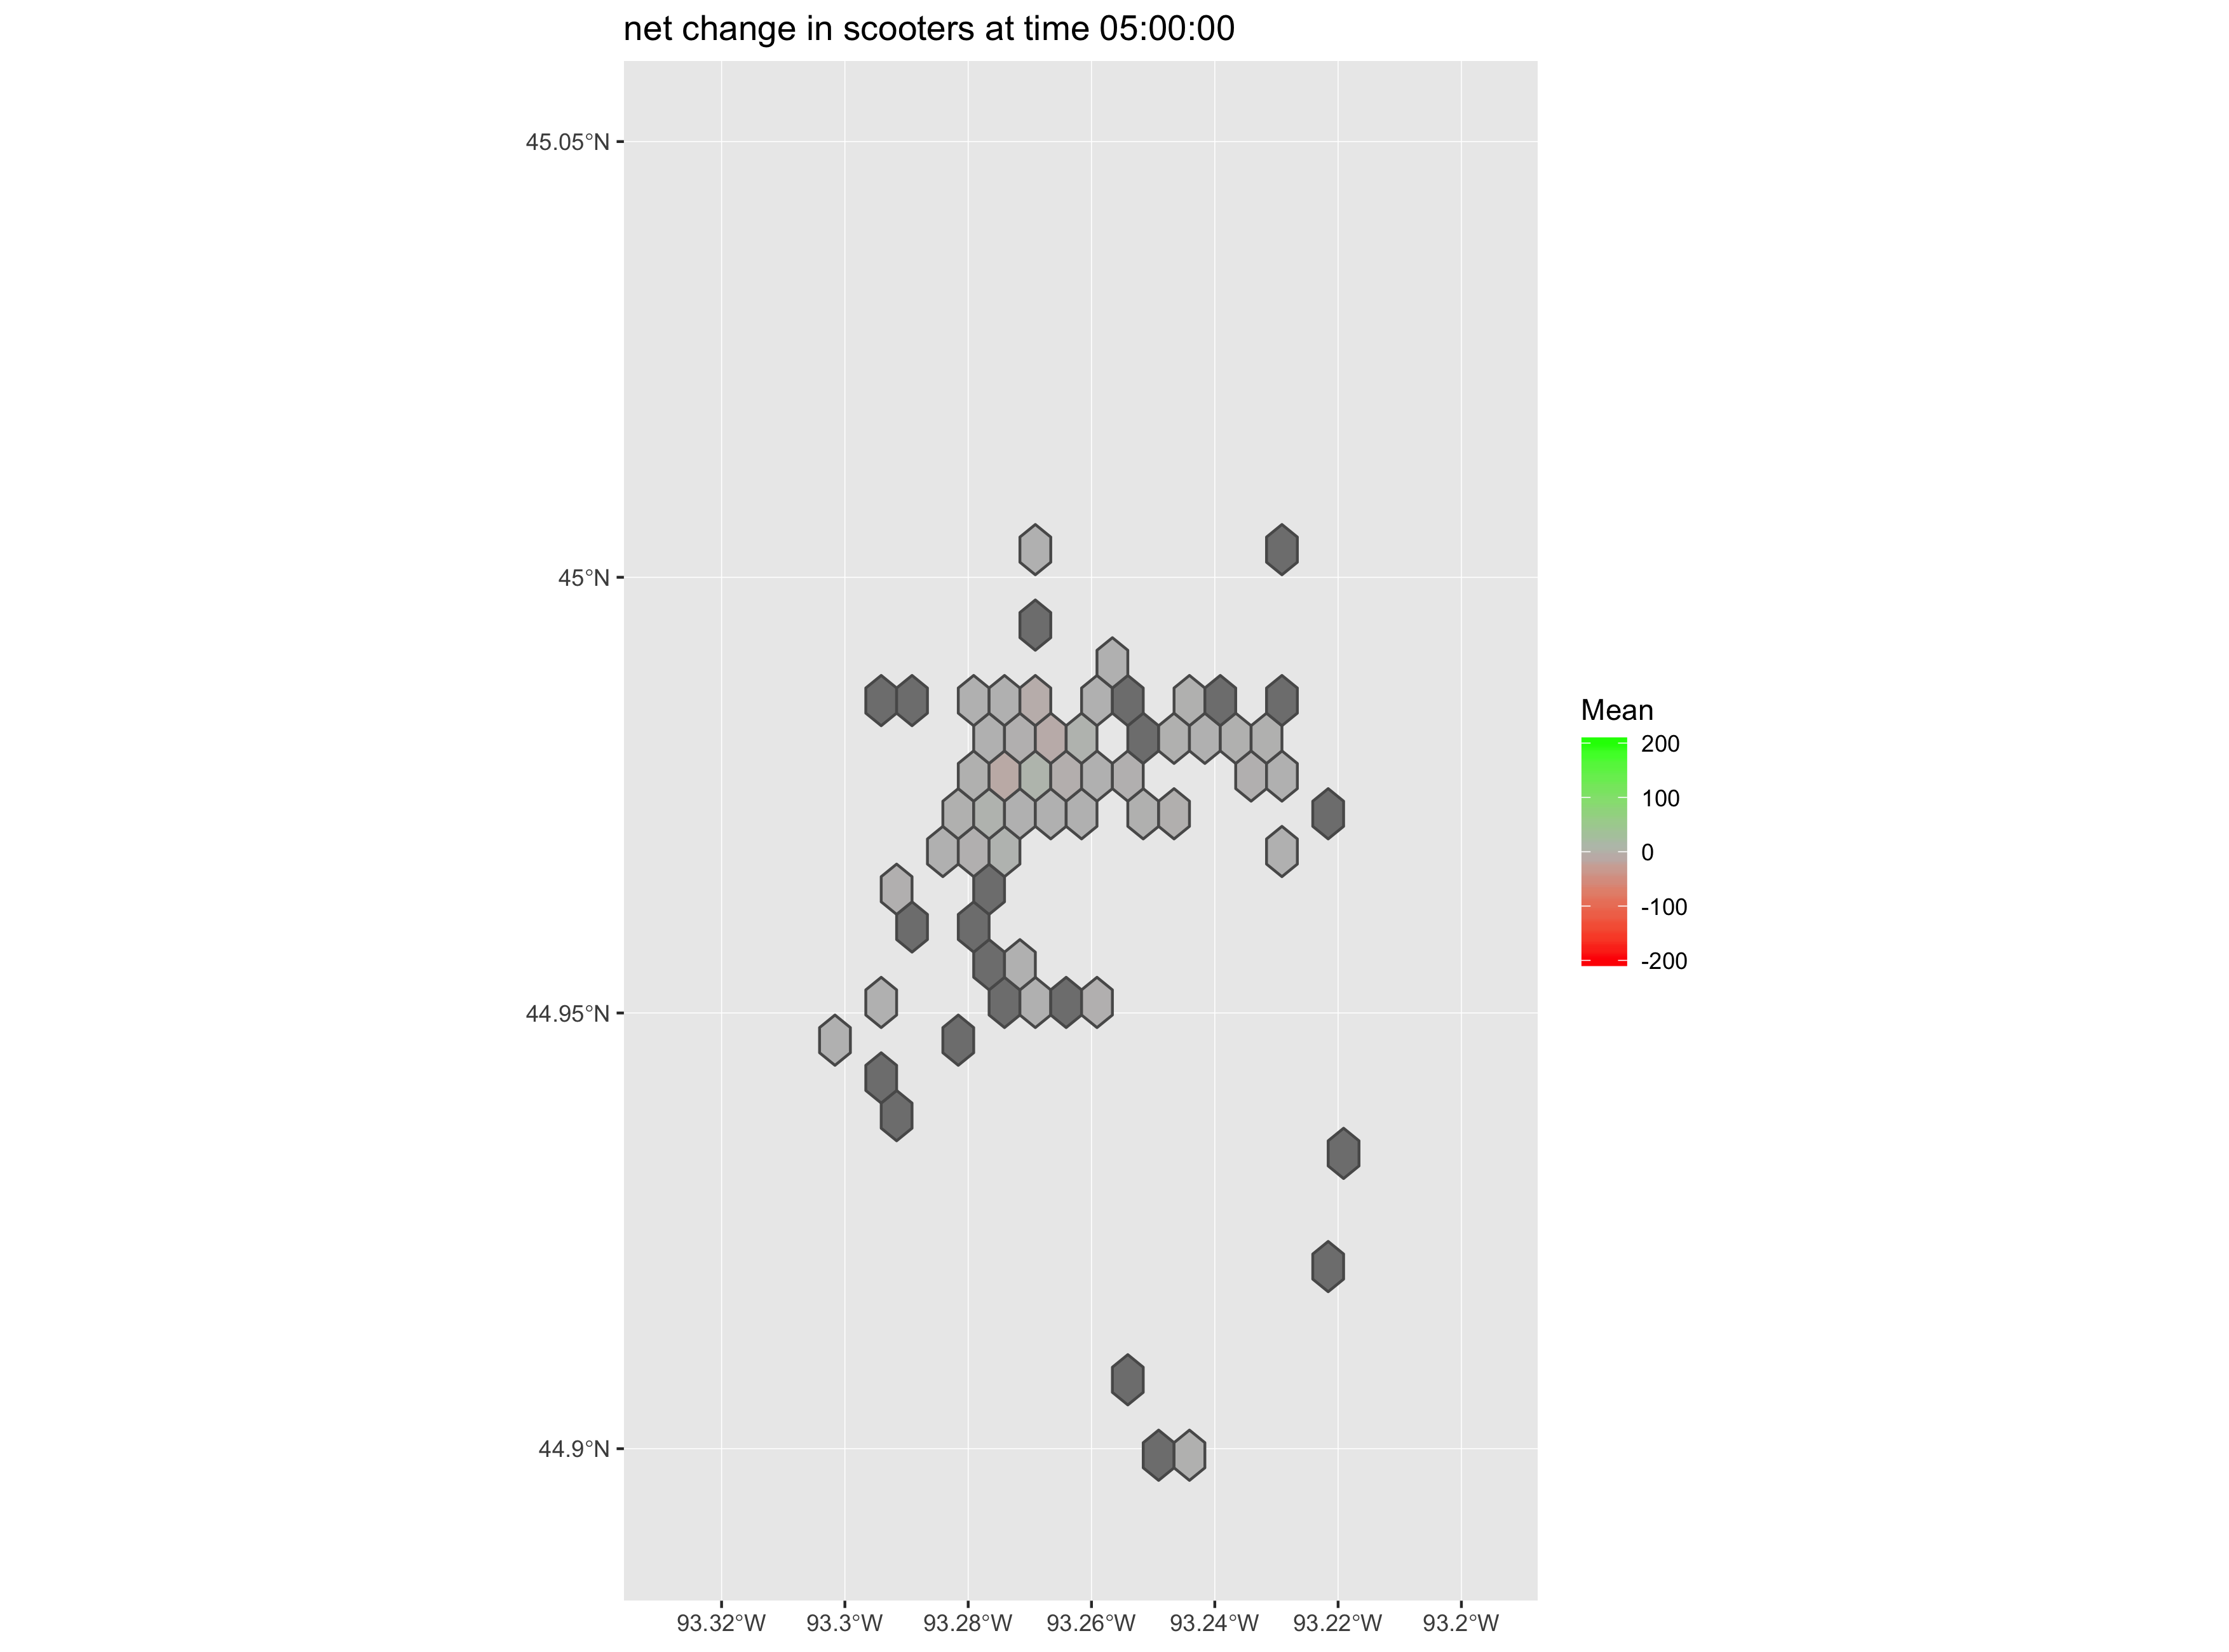 net change in scooters at time 05:00:00
45.05°N
45°N
44.95°N
44.9°N
93.32°W
93.3°W
93.28°W
93.26°W
93.24°W
93.22°W
93.2°W
Mean
200
100
0
-100
-200